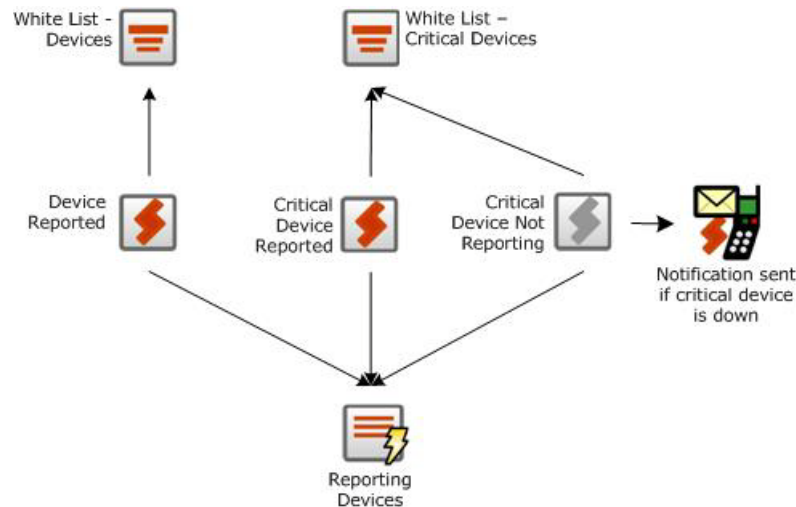 White List -
Devices
White List –
Critical Devices
Device
Reported
Critical
Device
Reported
Critical
Device Not
Reporting
Notification sent
if critical device
is down
Reporting
Devices